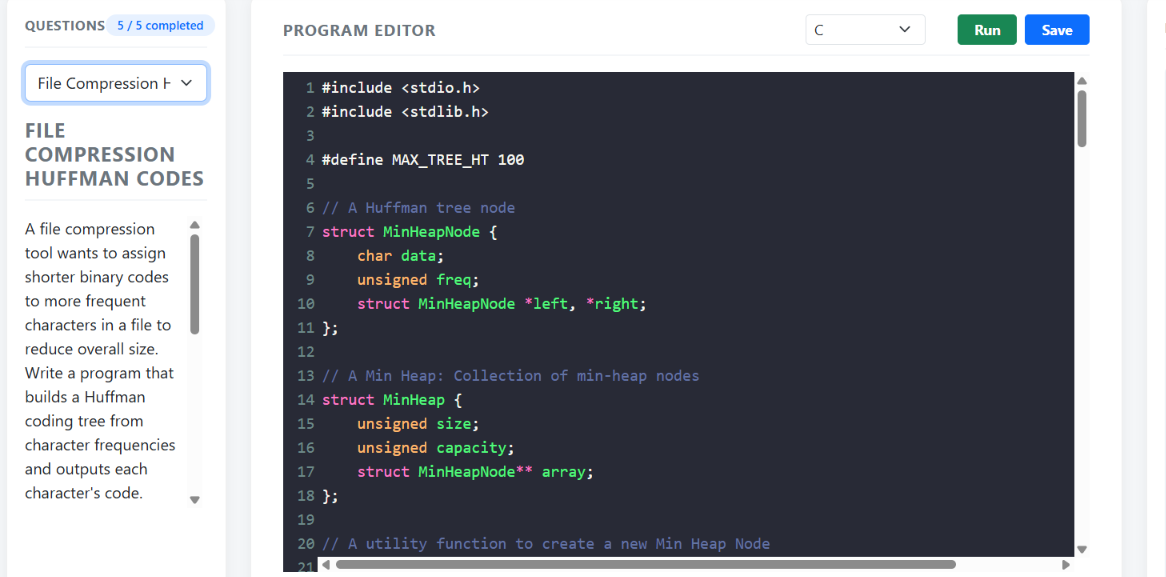 QUESTIONS 5 / 5 completed
File Compression H
FILE
COMPRESSION
HUFFMAN CODES
A file compression
tool wants to assign
shorter binary codes
to more frequent
characters in a file to
reduce overall size.
Write a program that
builds a Huffman
coding tree from
character frequencies
and outputs each
character's code.
PROGRAM EDITOR
C
Run
Save
1 #include <stdio.h>
2 #include <stdlib.h>
3
4 #define MAX_TREE_HT 100
5
6 // A Huffman tree node
7 struct MinHeapNode {
8     char data;
9     unsigned freq;
10     struct MinHeapNode *left, *right;
11 };
12
13 // A Min Heap: Collection of min-heap nodes
14 struct MinHeap {
15     unsigned size;
16     unsigned capacity;
17     struct MinHeapNode** array;
18 };
19
20 // A utility function to create a new Min Heap Node
21